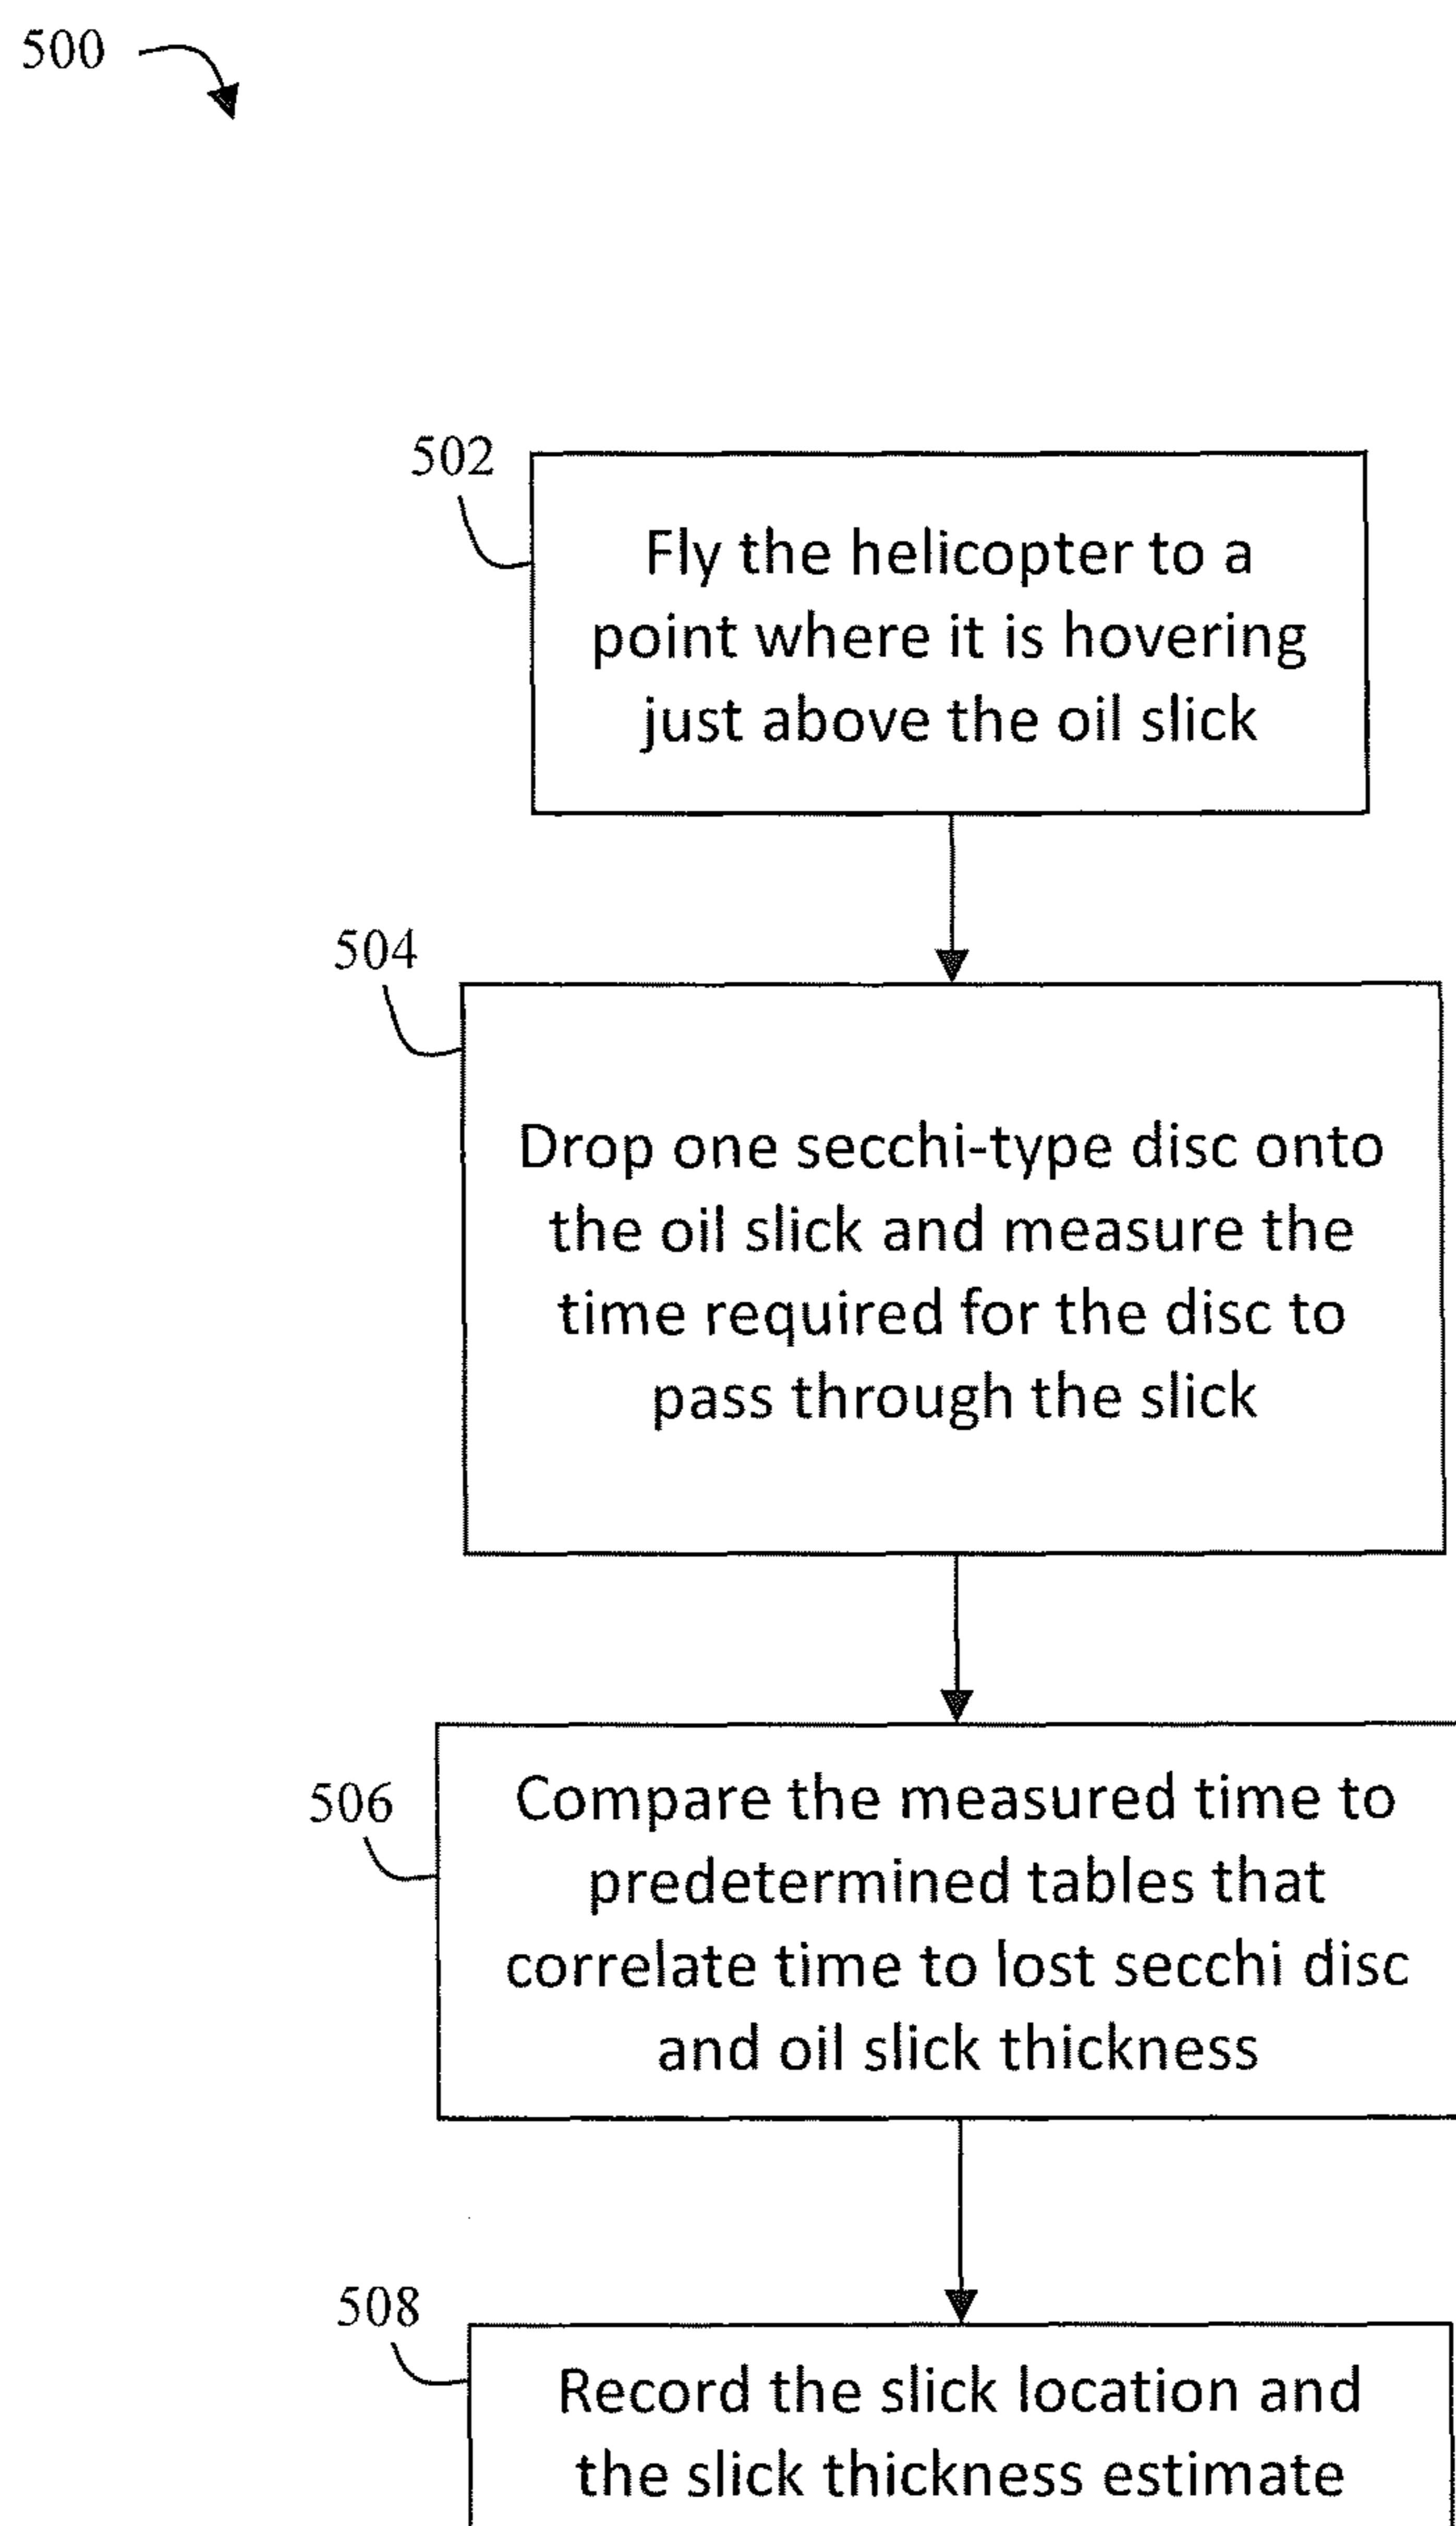 500
502
Fly the helicopter to a
point where it is hovering
just above the oil slick
504
Drop one secchi-type disc onto
the oil slick and measure the
time required for the disc to
pass through the slick
506
Compare the measured time to
predetermined tables that
correlate time to lost secchi disc
and oil slick thickness
508
Record the slick location and
the slick thickness estimate